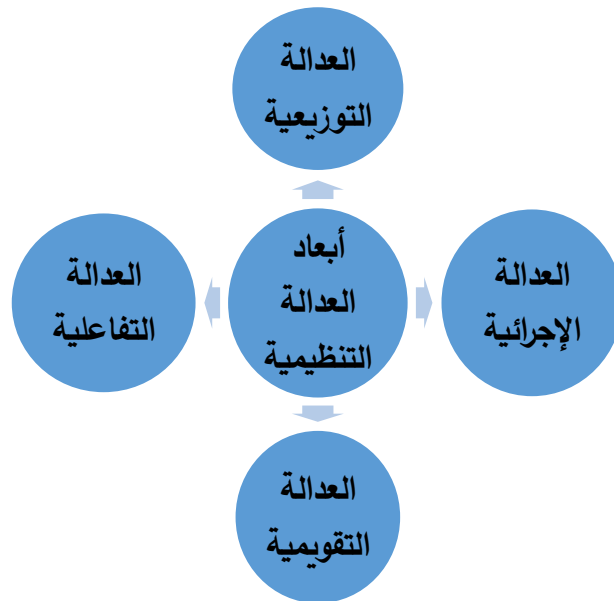 العدالة
التوزيعية
أبعاد
العدالة
التنظيمية
العدالة
الإجرائية
العدالة
التفاعلية
العدالة
التقويمية